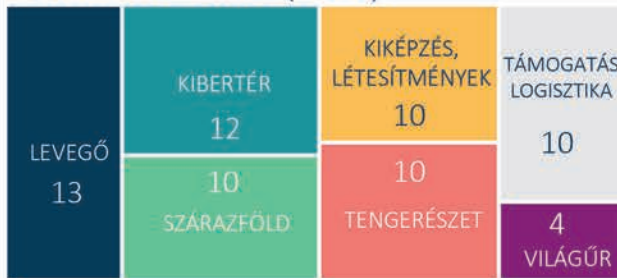 LEVEGŐ
13
KIBERTÉR
12
10
SZÁRAZFÖLD
KIKÉPZÉS,
LÉTESÍTMÉNYEK
10
10
TENGERÉSZET
TÁMOGATÁS
LOGISZTIKA
10
4
VILÁGŰR